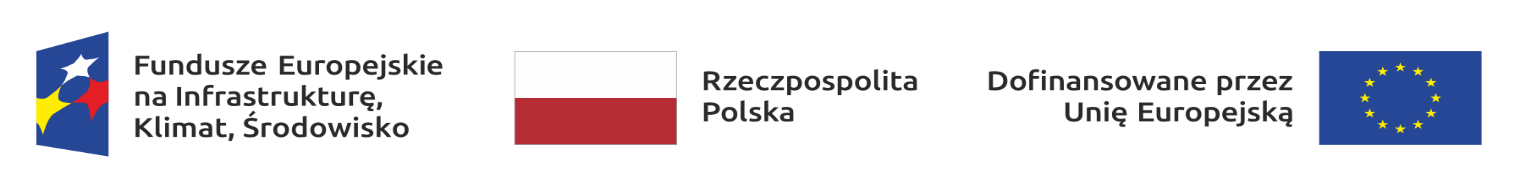 Fundusze Europejskie
na Infrastrukturę,
Klimat, Środowisko
Rzeczpospolita
Polska
Dofinansowane przez
Unię Europejską